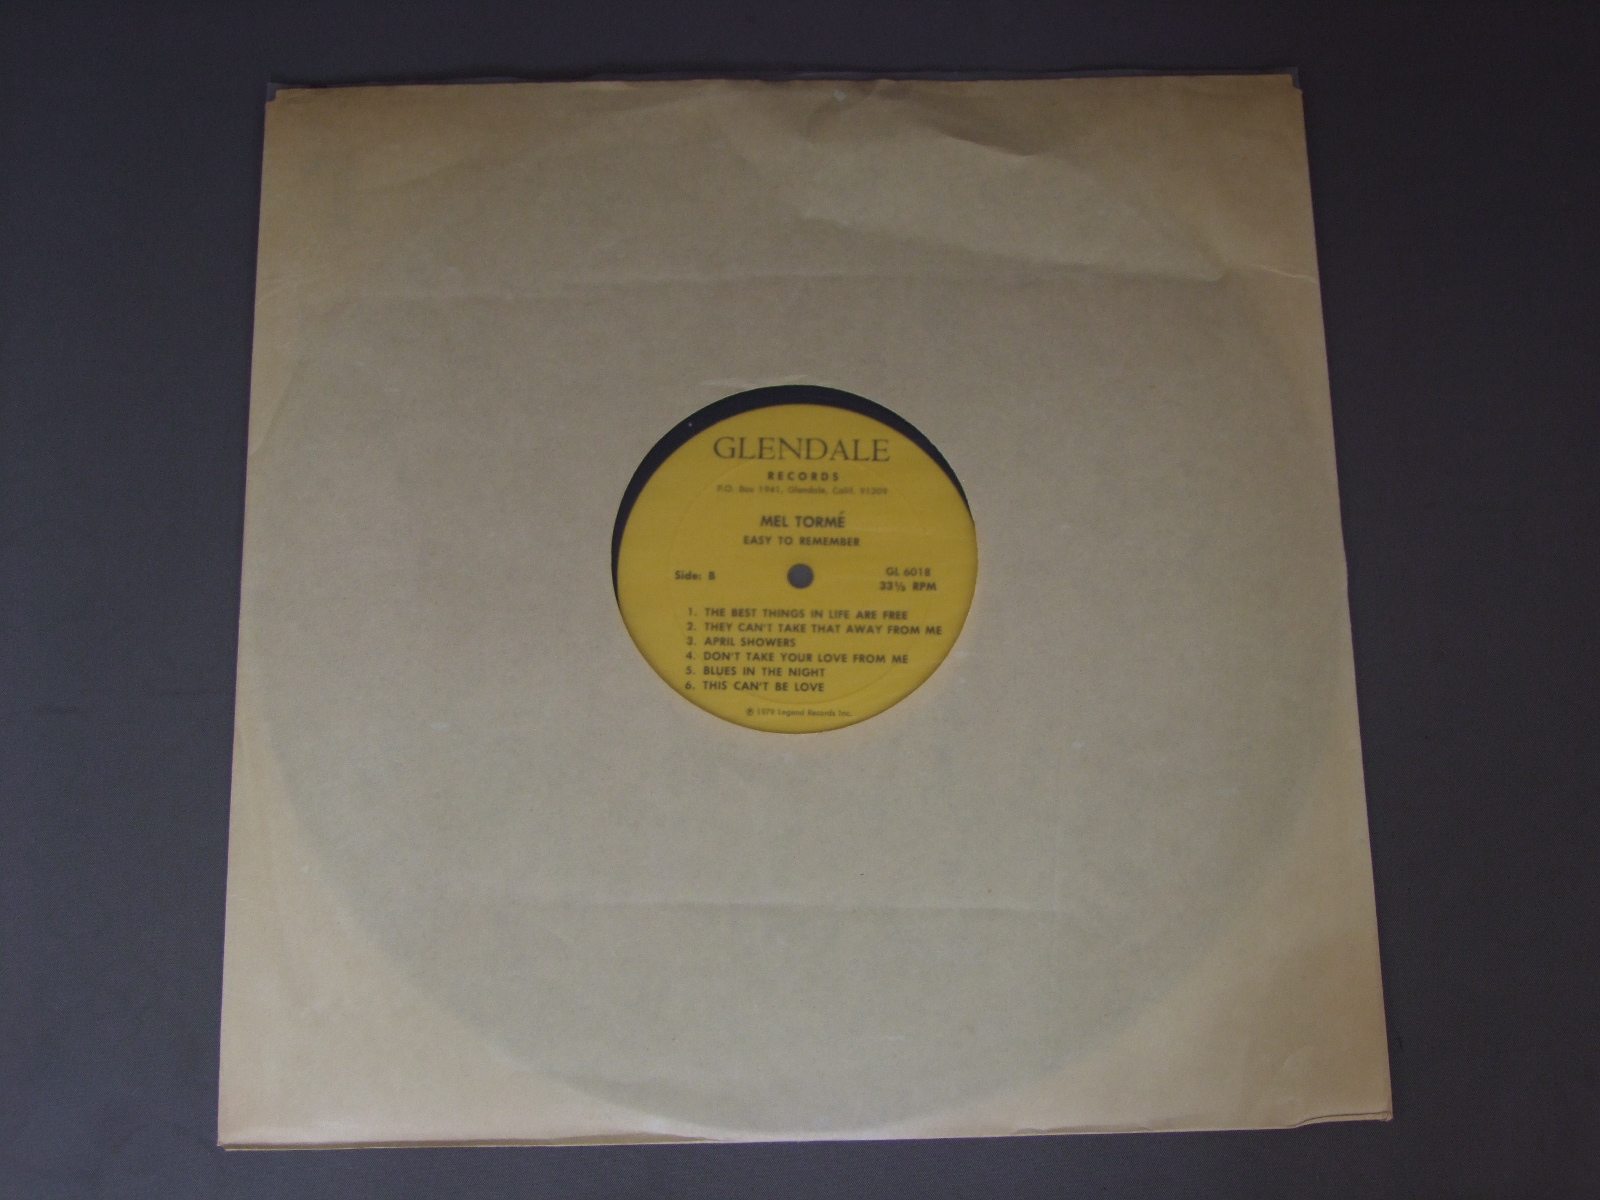 GLENDALE
RECORDS
P.O. Box 1941, Glendale, Calif. 91209
MEL TORMÉ
EASY TO REMEMBER
Side: B
GL 6018
33⅓ RPM
1. THE BEST THINGS IN LIFE ARE FREE
2. THEY CAN'T TAKE THAT AWAY FROM ME
3. APRIL SHOWERS
4. DON'T TAKE YOUR LOVE FROM ME
5. BLUES IN THE NIGHT
6. THIS CAN'T BE LOVE
℗ 1979 Legend Records Inc.